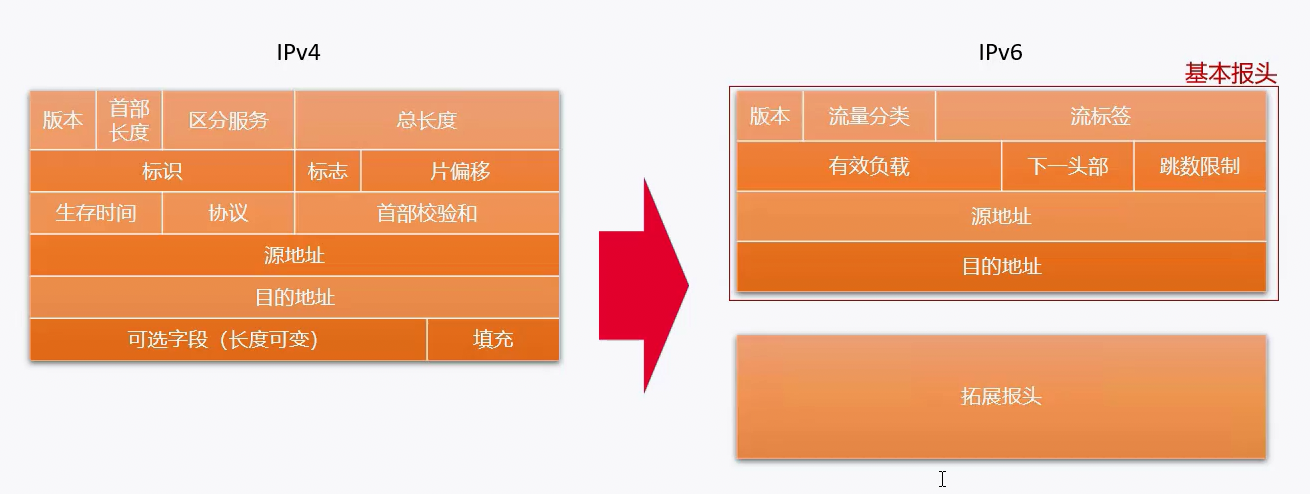 IPv4
版本
首部
长度
区分服务
总长度
标识
标志
片偏移
生存时间
协议
首部校验和
源地址
目的地址
可选字段（长度可变）
填充
IPv6
基本报头
版本
流量分类
流标签
有效负载
下一头部
跳数限制
源地址
目的地址
拓展报头